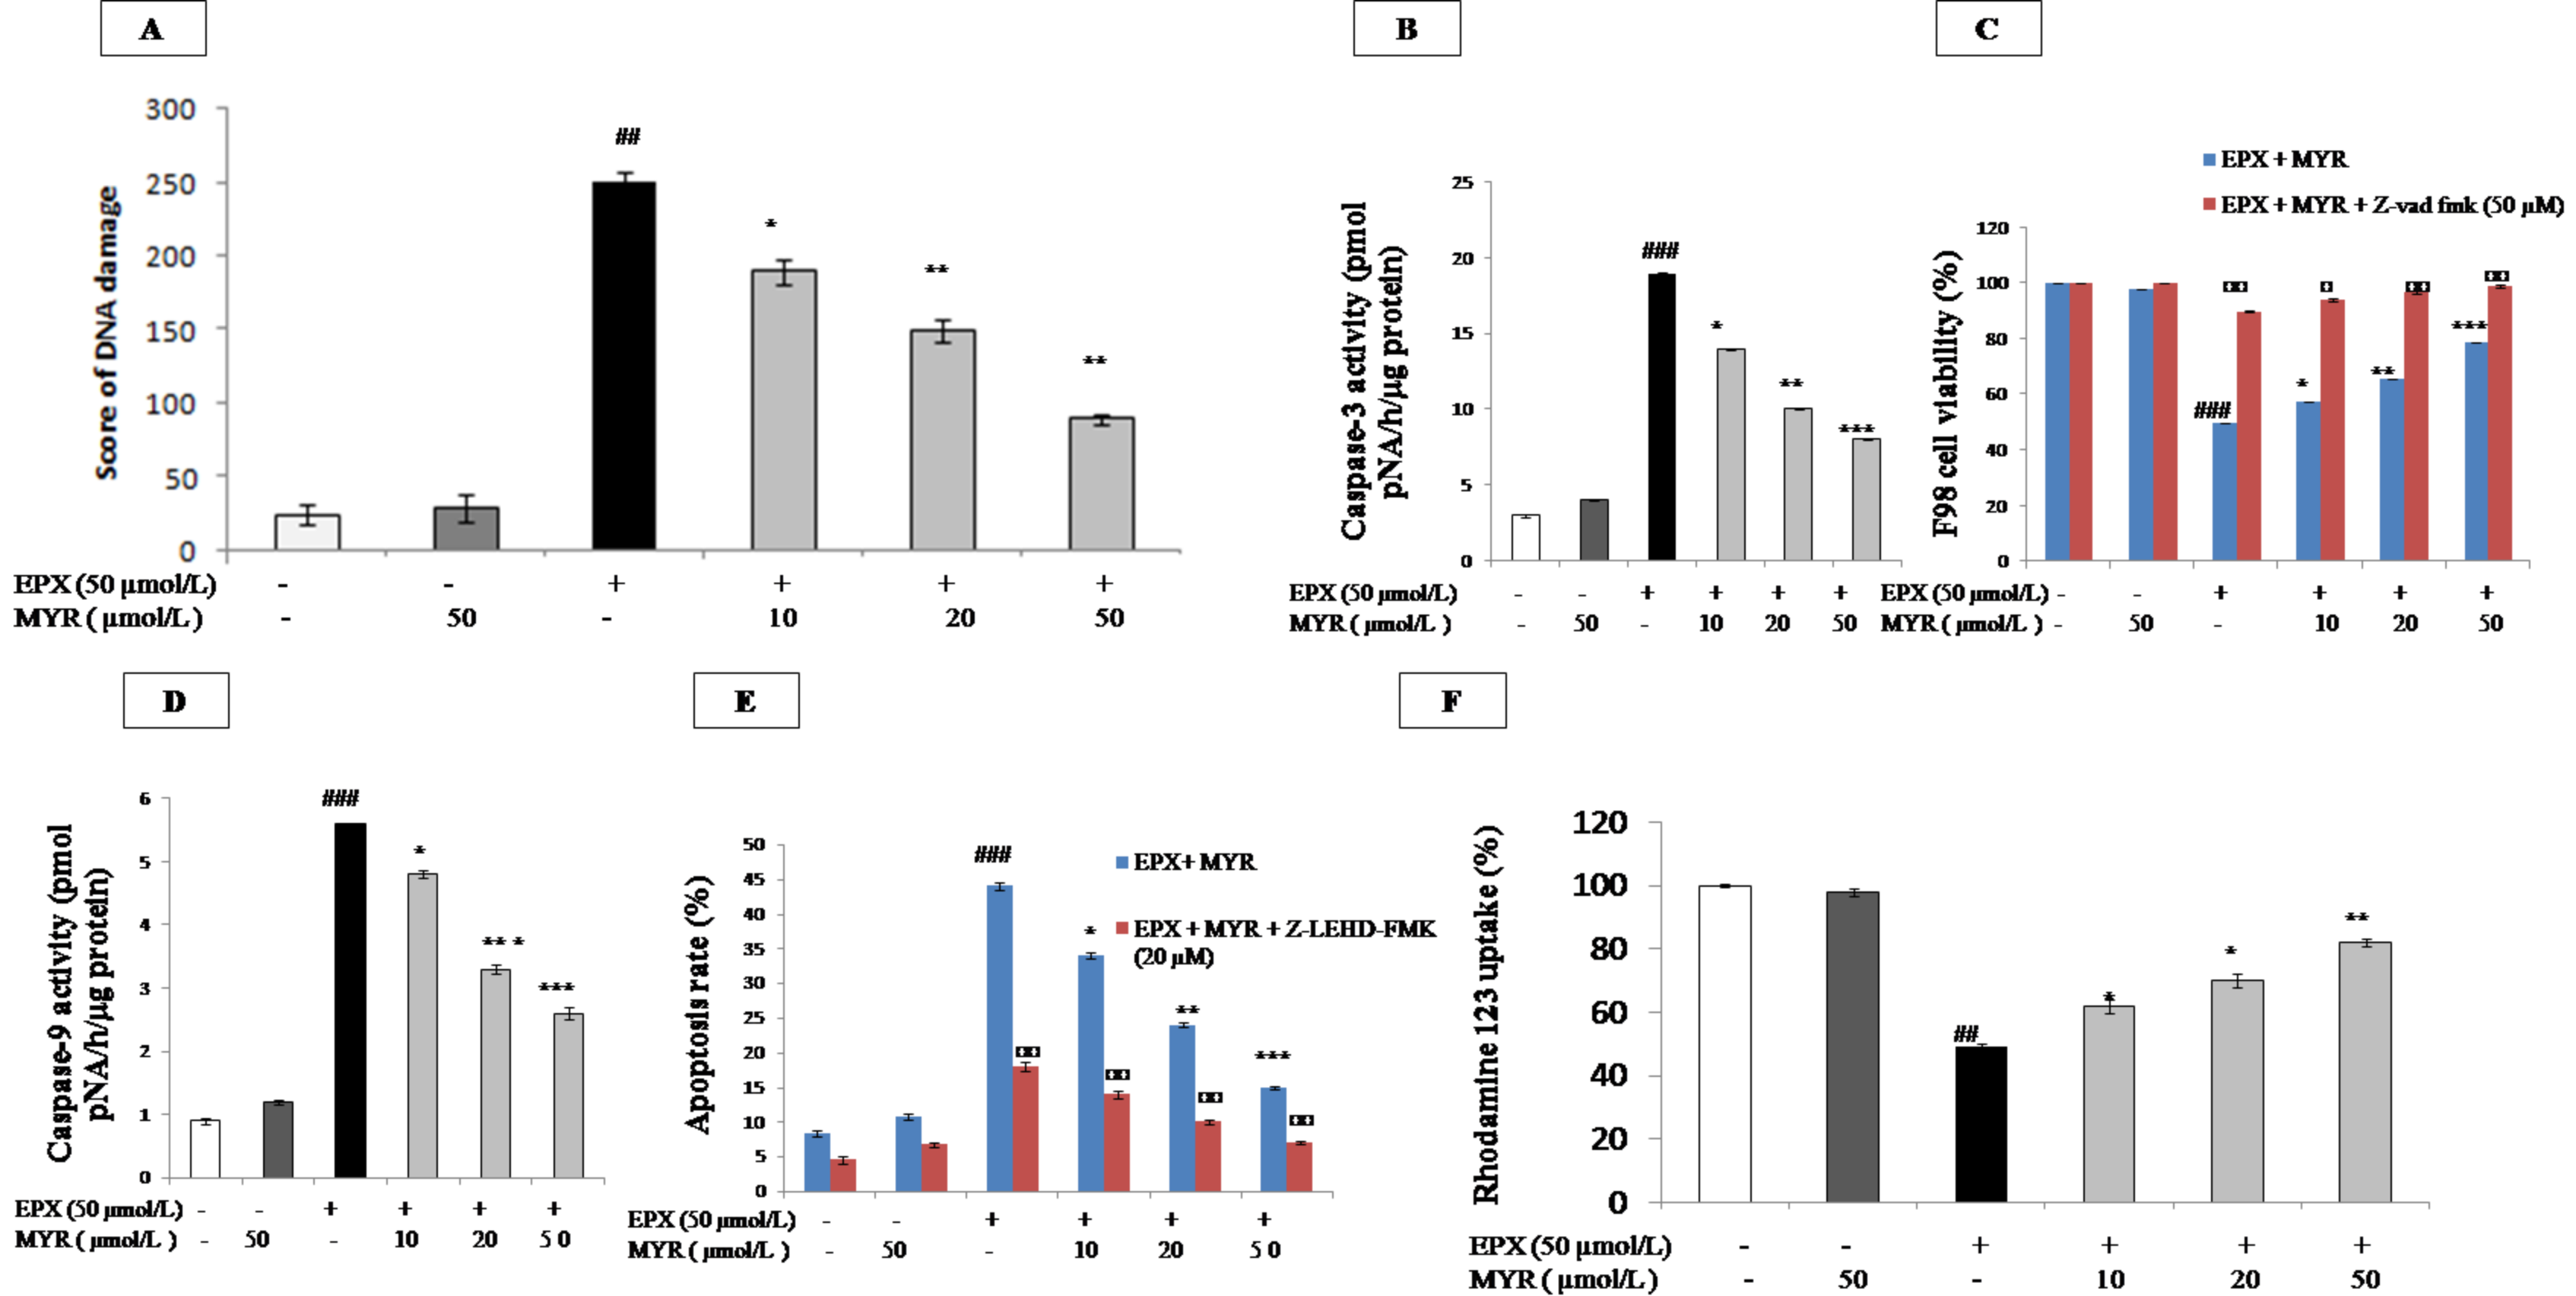 A
300
250
200
150
100
50
0
Score of DNA damage
##
*
**
**
EPX (50 µmol/L) - - + + + +
MYR ( µmol/L ) - 50 - 10 20 50
B
25
20
15
10
5
0
Caspase-3 activity (pmol
pNA/h/µg protein)
###
*
**
***
EPX (50 µmol/L) - - + + + +
MYR ( µmol/L ) - 50 - 10 20 50
C
EPX + MYR
EPX + MYR + Z-vad fmk (50 µM)
120
100
80
60
40
20
0
F98 cell viability (%)
###
*
**
***
EPX (50 µmol/L) - - + + + +
MYR ( µmol/L ) - 50 - 10 20 50
D
6
5
4
3
2
1
0
Caspase-9 activity (pmol
pNA/h/µg protein)
###
*
** *
***
EPX (50 µmol/L) - - + + + +
MYR ( µmol/L ) - 50 - 10 20 5 0
E
50
45
40
35
30
25
20
15
10
5
0
Apoptosis rate (%)
EPX+ MYR
EPX + MYR + Z-LEHD-FMK
(20 µM)
###
*
**
***
EPX (50 µmol/L) - - + + + +
MYR ( µmol/L ) - 50 - 10 20 5 0
F
120
100
80
60
40
20
0
Rhodamine 123 uptake (%)
##
*
*
**
EPX (50 µmol/L) - - + + + +
MYR ( µmol/L ) - 50 - 10 20 50